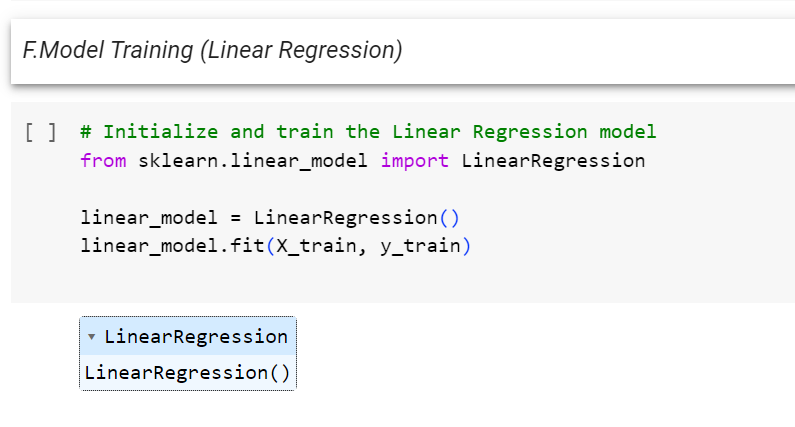 F.Model Training (Linear Regression)
[ ] # Initialize and train the Linear Regression model
from sklearn.linear_model import LinearRegression
linear_model = LinearRegression()
linear_model.fit(X_train, y_train)
▾ LinearRegression
LinearRegression()